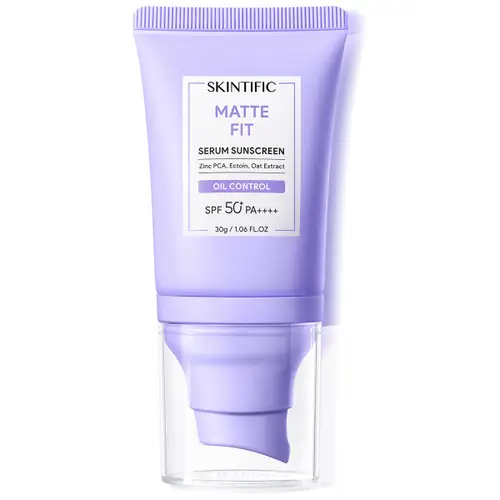 SKINTIFIC
MATTE
FIT
SERUM SUNSCREEN
Zinc PCA, Ectoin, Oat Extract
OIL CONTROL
SPF 50+ PA++++
30g / 1.06 FL.OZ